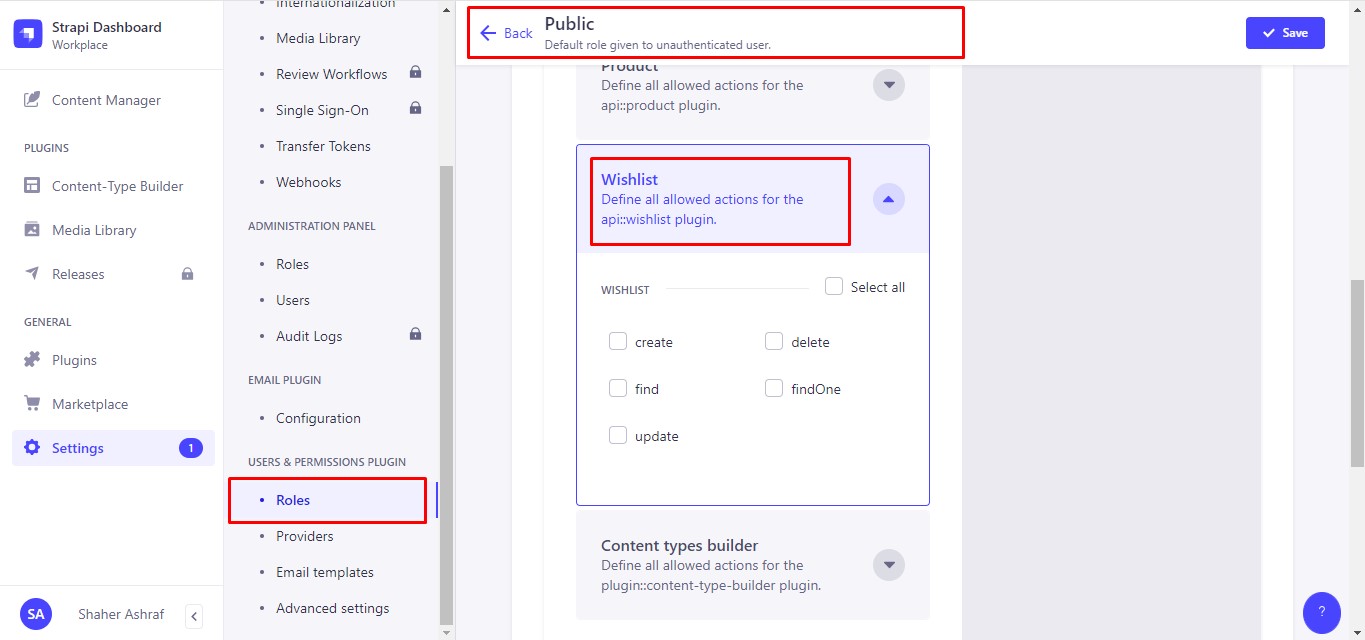 Strapi Dashboard
Workplace
Content Manager
PLUGINS
Content-Type Builder
Media Library
Releases
GENERAL
Plugins
Marketplace
Settings
1
SA
Shaher Ashraf
Internationalization
Media Library
Review Workflows
Single Sign-On
Transfer Tokens
Webhooks
ADMINISTRATION PANEL
Roles
Users
Audit Logs
EMAIL PLUGIN
Configuration
USERS & PERMISSIONS PLUGIN
Roles
Providers
Email templates
Advanced settings
Back
Public
Default role given to unauthenticated user.
Save
Product
Define all allowed actions for the
api::product plugin.
Wishlist
Define all allowed actions for the
api::wishlist plugin.
WISHLIST
Select all
create
delete
find
findOne
update
Content types builder
Define all allowed actions for the
plugin::content-type-builder plugin.
?